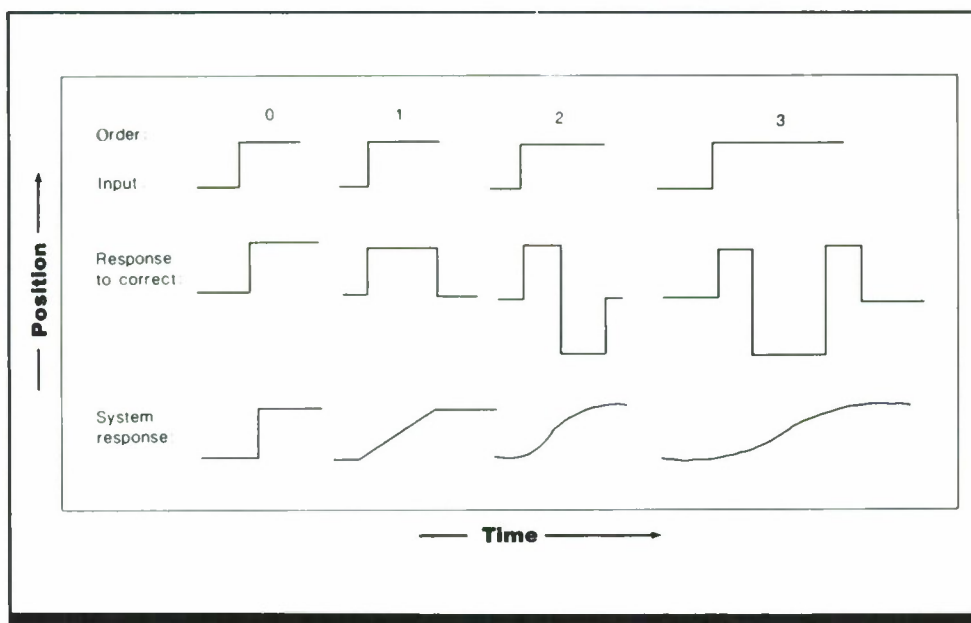 0 1 2 3
Order:
Input:
Response
to correct:
System
response:
Position
Time